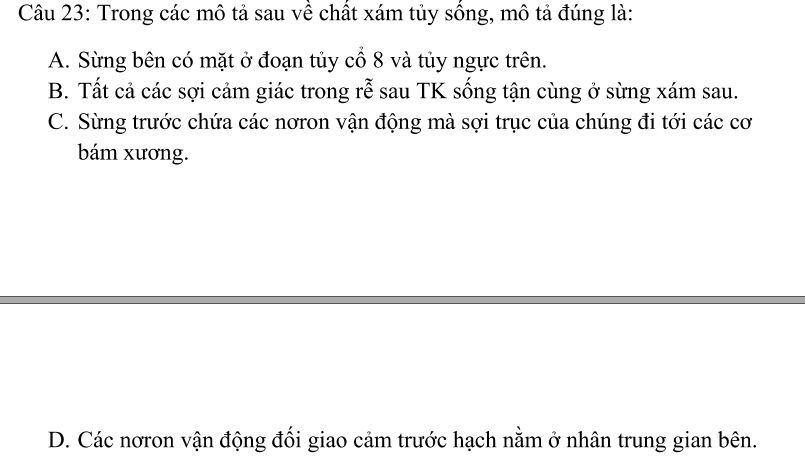 Câu 23: Trong các mô tả sau về chất xám tủy sống, mô tả đúng là:
A. Sừng bên có mặt ở đoạn tủy cổ 8 và tủy ngực trên.
B. Tất cả các sợi cảm giác trong rễ sau TK sống tận cùng ở sừng xám sau.
C. Sừng trước chứa các nơron vận động mà sợi trục của chúng đi tới các cơ
bám xương.
D. Các nơron vận động đối giao cảm trước hạch nằm ở nhân trung gian bên.